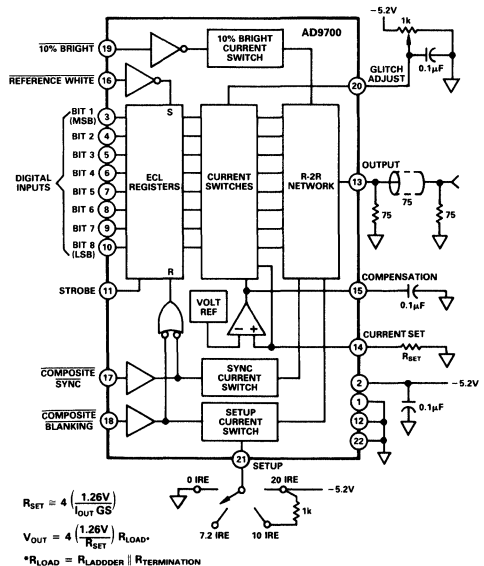 AD9700
-5.2V
1k
19
10% BRIGHT
10% BRIGHT
CURRENT
SWITCH
0.1µF
GLITCH
ADJUST
20
16
REFERENCE WHITE
S
BIT 1
(MSB)
3
BIT 2
4
BIT 3
5
BIT 4
6
BIT 5
7
BIT 6
8
BIT 7
9
BIT 8
(LSB)
10
DIGITAL
INPUTS
ECL
REGISTERS
CURRENT
SWITCHES
R-2R
NETWORK
OUTPUT
13
75
75
75
R
STROBE
11
VOLT
REF
- +
COMPENSATION
15
0.1µF
CURRENT SET
14
RSET
COMPOSITE
SYNC
17
SYNC
CURRENT
SWITCH
2
-5.2V
0.1µF
1
12
22
COMPOSITE
BLANKING
18
SETUP
CURRENT
SWITCH
21
SETUP
0 IRE
20 IRE
-5.2V
1k
7.2 IRE
10 IRE
RSET ≅ 4 (1.26V / IOUT GS)
VOUT = 4 (1.26V / RSET) RLOAD*
*RLOAD = RLADDDER || RTERMINATION